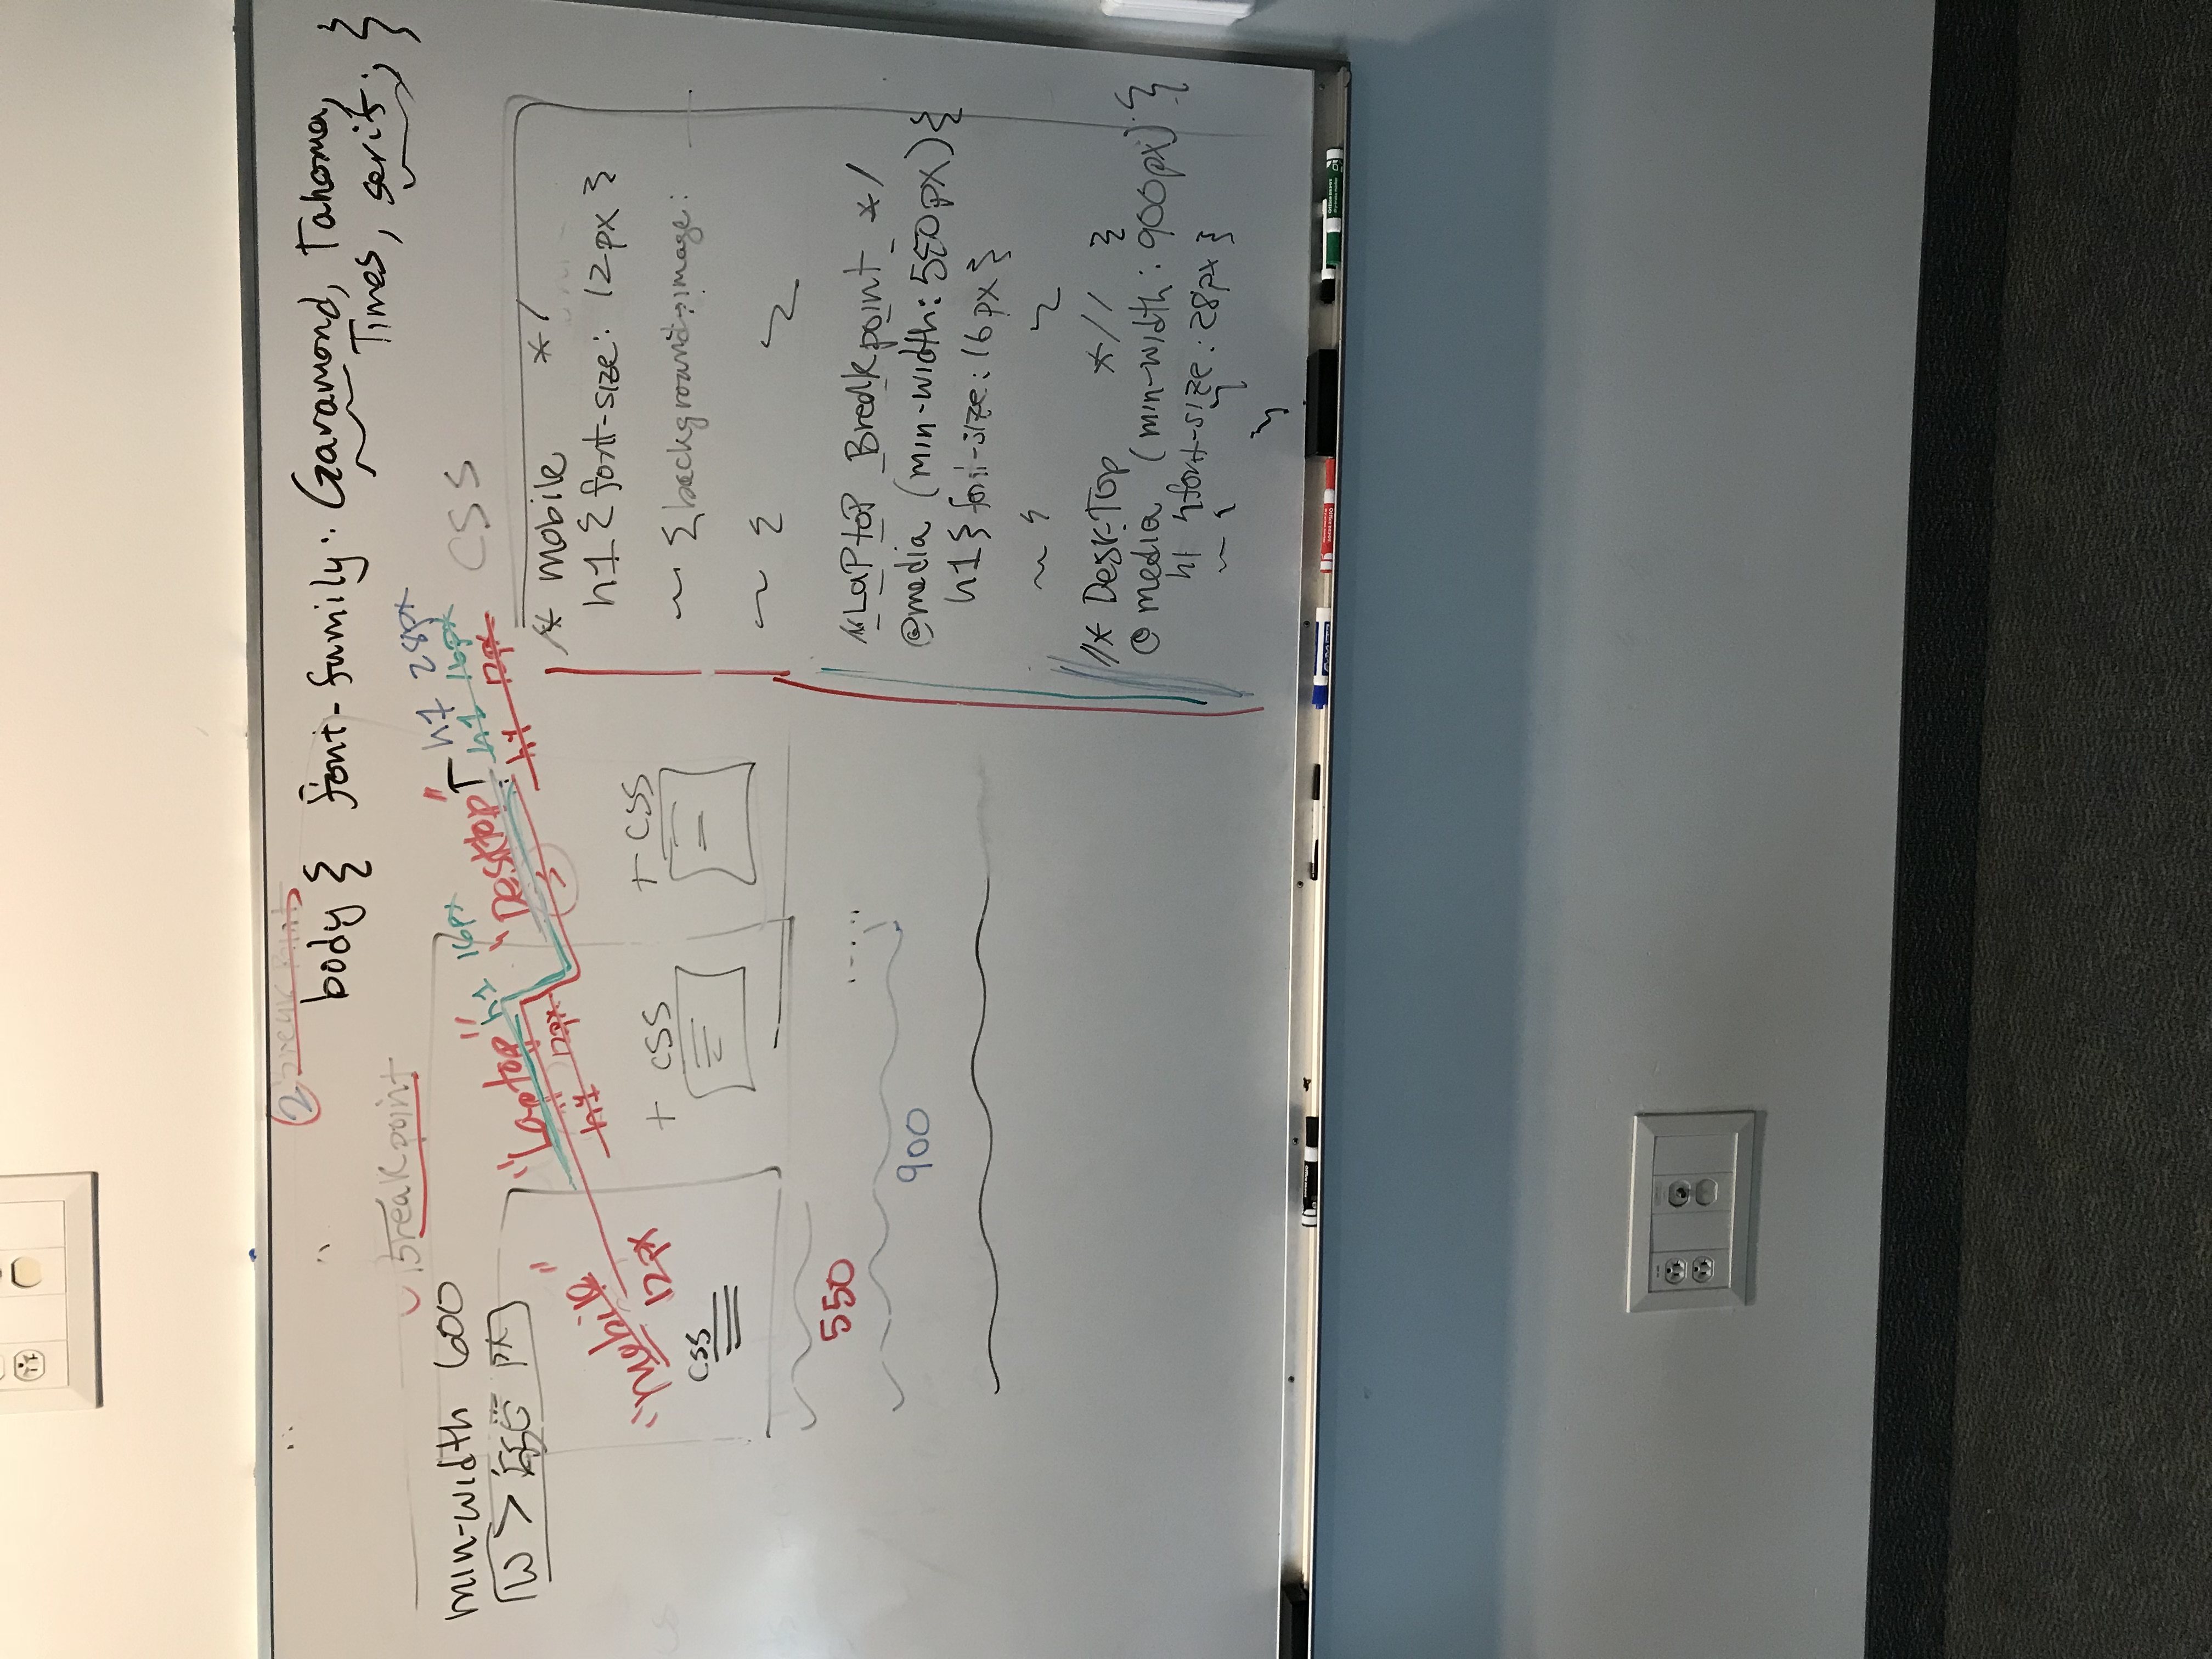 2 breakpoint
body { font-family: Garamond, Tahoma,
Times, serif; }
Breakpoint
min-width 600
W > 550 px
"Mobile"
12px
css
"Laptop"
h1 16px
h1 12px
+ css
"Desktop"
h1 28px
h1 16px
h1 12px
3
+ css
550
900
CSS
/* mobile */
h1 { font-size: 12px }
~ { background-image:
~ {
/* LaPtoP Breakpoint */
@media (min-width: 550px) {
h1 } font-size: 16px }
//* DeskTop *// }
@media (min-width: 900px) {
h1 { font-size: 28px }
}